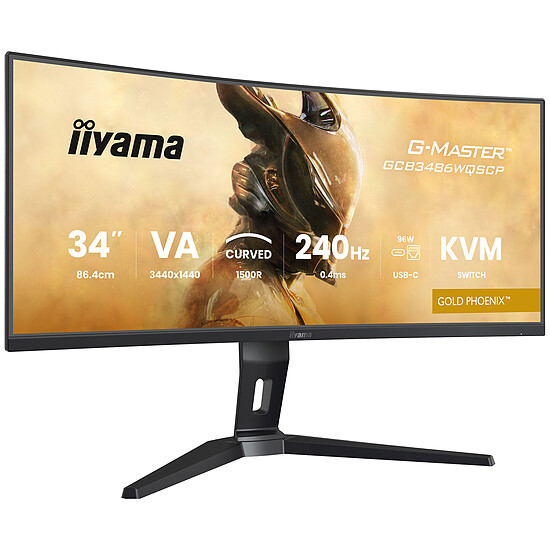 iiyama
G-MASTER™
GCB3486WQSCP
34″
86.4cm
VA
3440x1440
CURVED
1500R
240Hz
0.4ms
96W
USB-C
KVM
SWITCH
GOLD PHOENIX™
iiyama